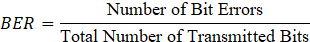 BER = Number of Bit Errors / Total Number of Transmitted Bits